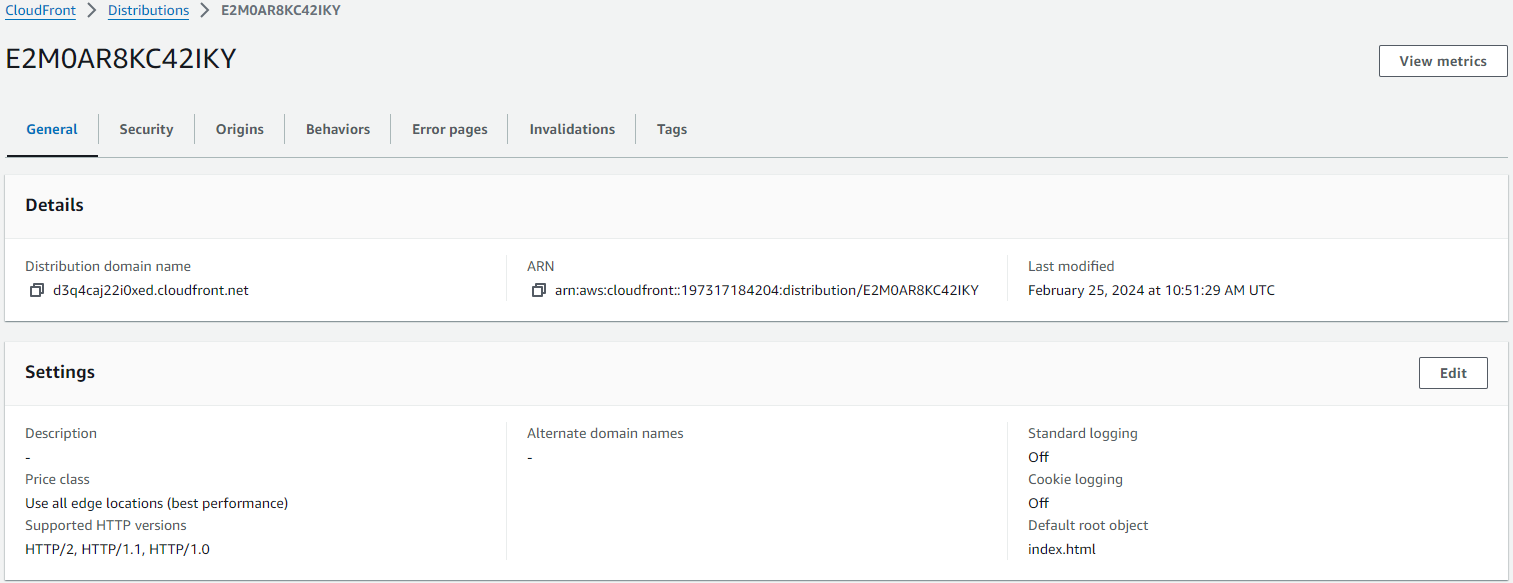 CloudFront > Distributions > E2M0AR8KC42IKY
E2M0AR8KC42IKY
View metrics
General
Security
Origins
Behaviors
Error pages
Invalidations
Tags
Details
Distribution domain name
d3q4caj22i0xed.cloudfront.net
ARN
arn:aws:cloudfront::197317184204:distribution/E2M0AR8KC42IKY
Last modified
February 25, 2024 at 10:51:29 AM UTC
Settings
Edit
Description
-
Price class
Use all edge locations (best performance)
Supported HTTP versions
HTTP/2, HTTP/1.1, HTTP/1.0
Alternate domain names
-
Standard logging
Off
Cookie logging
Off
Default root object
index.html